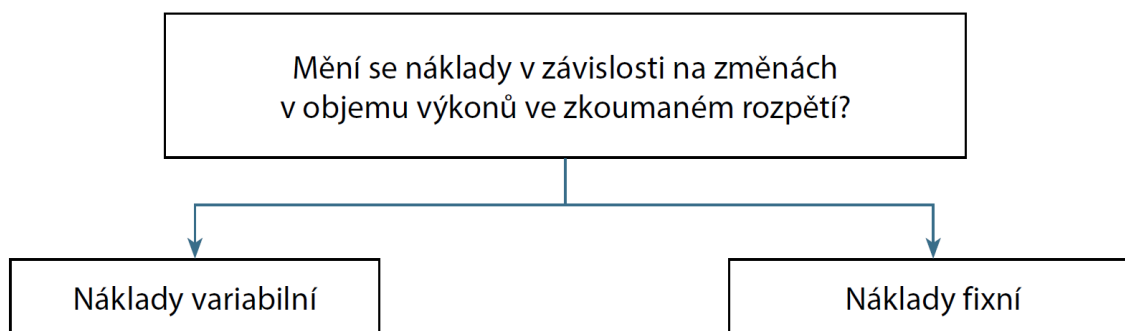 Mění se náklady v závislosti na změnách
v objemu výkonů ve zkoumaném rozpětí?
Náklady variabilní
Náklady fixní